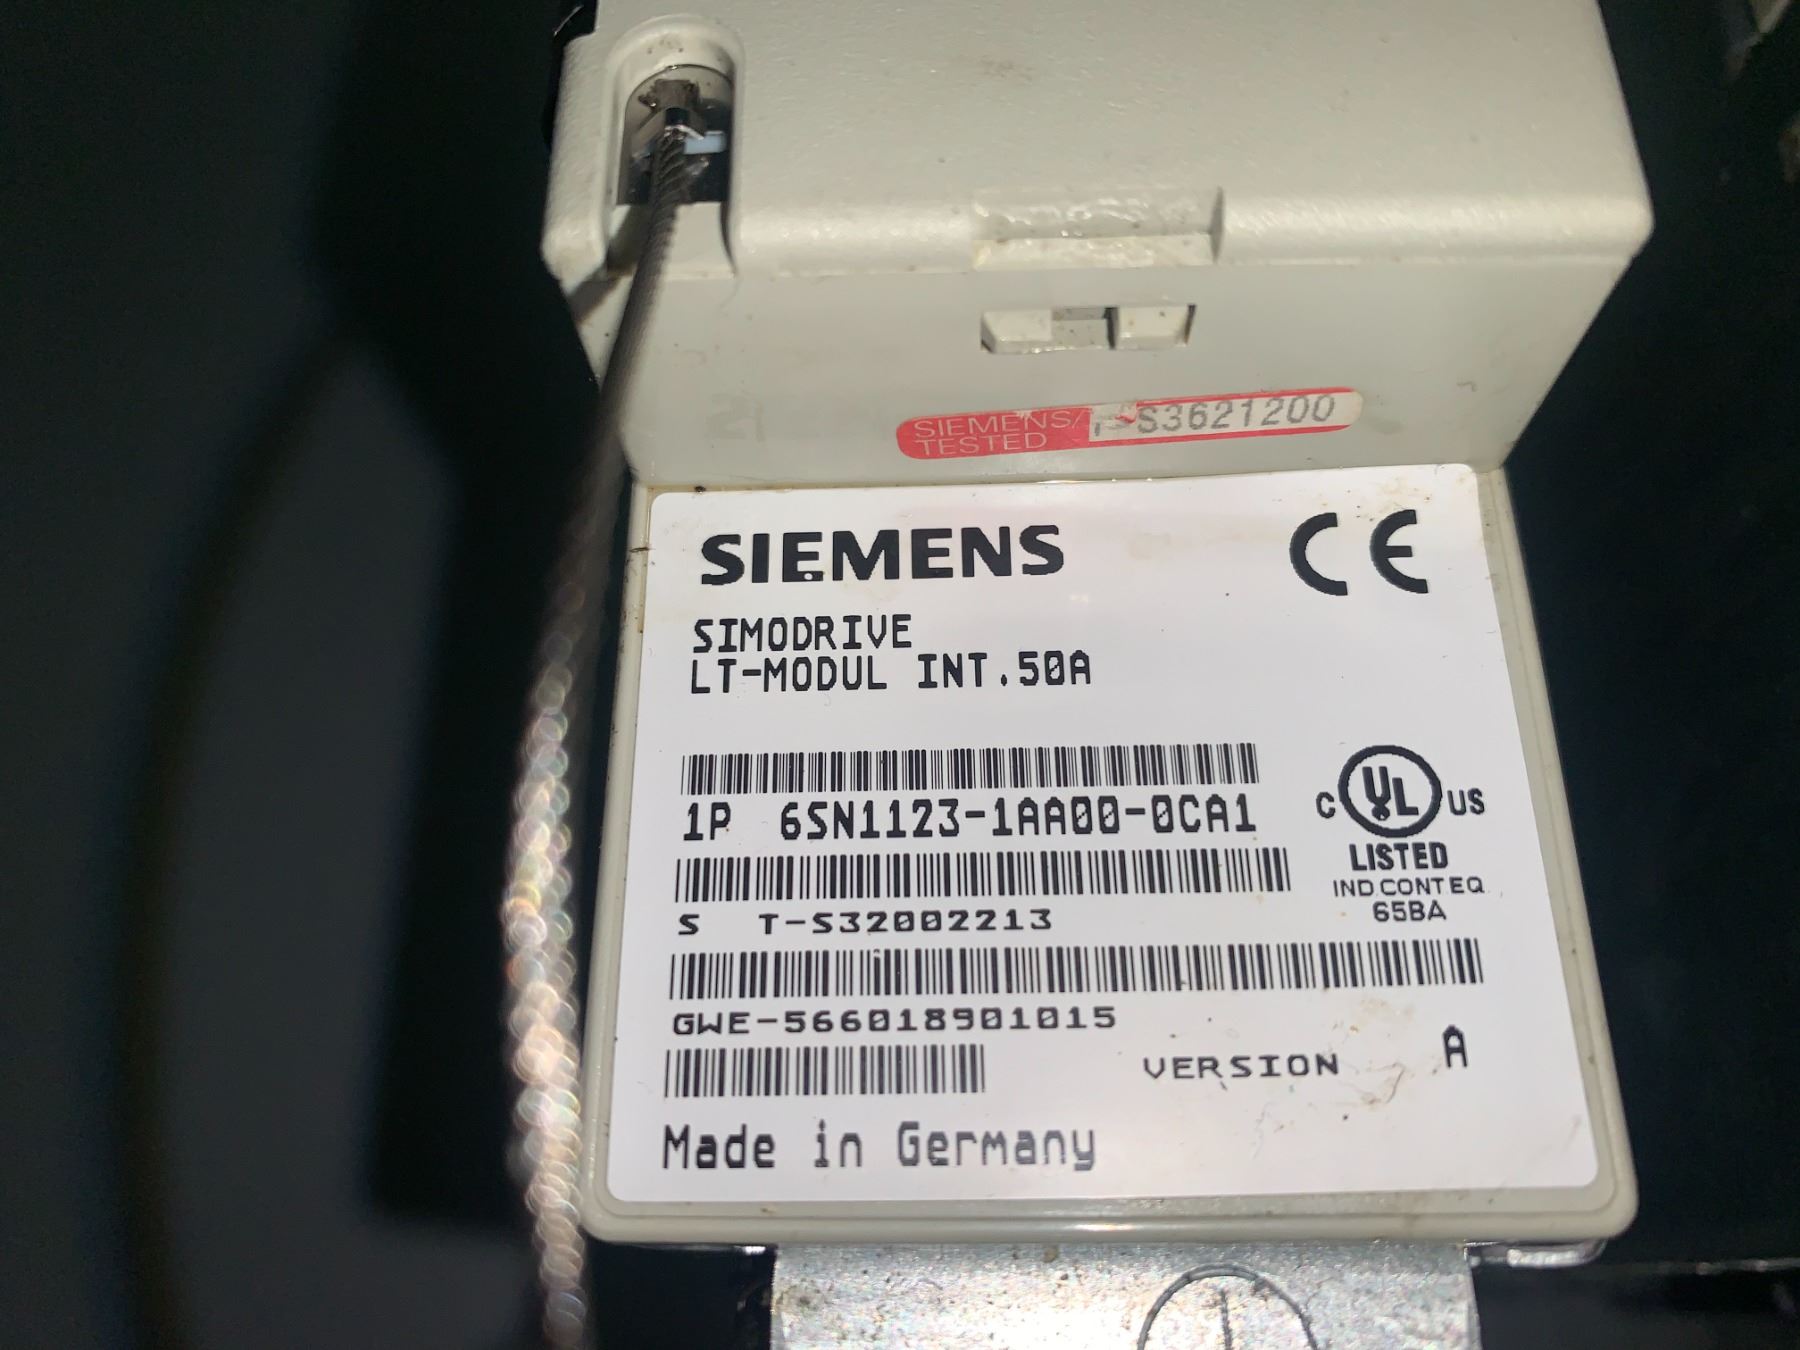 SIEMENS/
TESTED
S3621200
SIEMENS
CE
SIMODRIVE
LT-MODUL INT.50A
1P 6SN1123-1AA00-0CA1
C UL US
LISTED
IND.CONT.EQ.
65BA
S T-S32002213
GWE-566018901015
VERSION A
Made in Germany